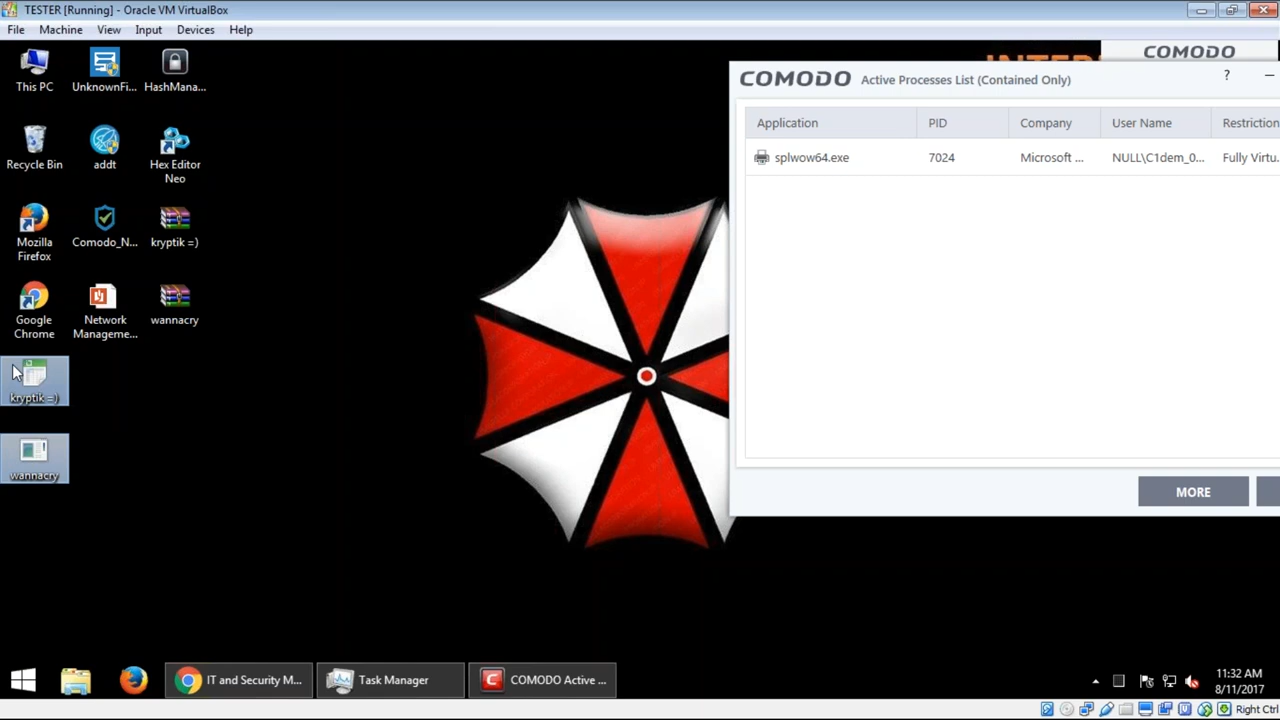 TESTER [Running] - Oracle VM VirtualBox
File Machine View Input Devices Help
This PC
UnknownFi...
HashMana...
Recycle Bin
addt
Hex Editor
Neo
Mozilla
Firefox
Comodo_N...
kryptik =)
Google
Chrome
Network
Manageme...
wannacry
kryptik =)
wannacry
COMODO
COMODO Active Processes List (Contained Only)
?
Application PID Company User Name Restriction
splwow64.exe 7024 Microsoft ... NULL\C1dem_0... Fully Virtu...
MORE
IT and Security M...
Task Manager
COMODO Active ...
11:32 AM
8/11/2017
Right Ctrl